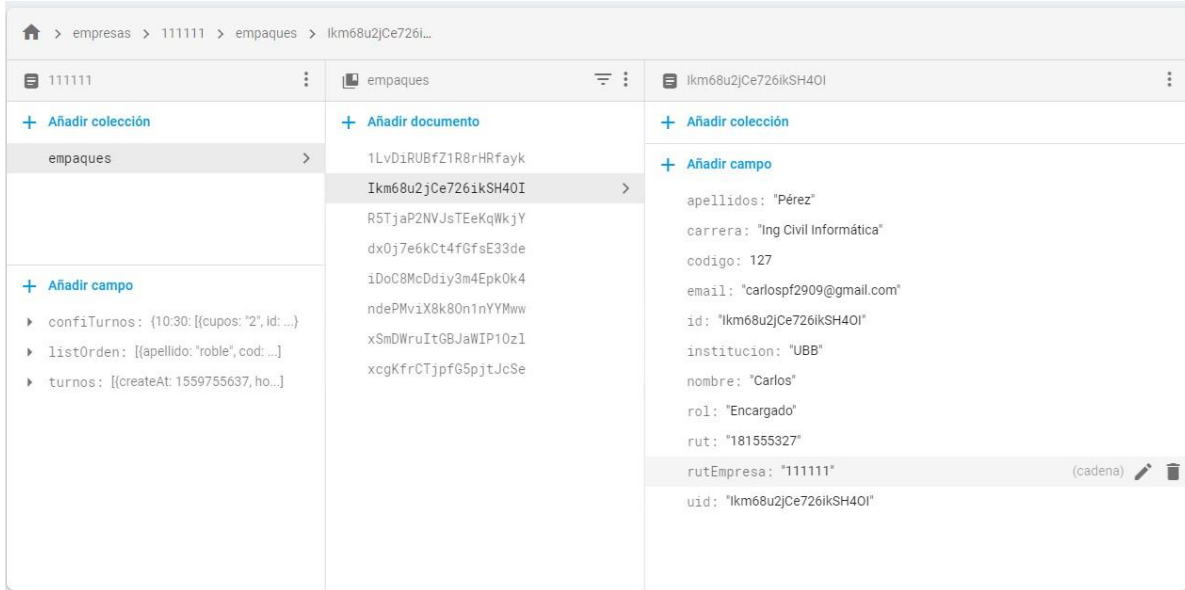 empresas > 111111 > empaques > Ikm68u2jCe726i...
111111
Añadir colección
empaques
Añadir campo
confiTurnos: {10:30: [{cupos: "2", id: ...}
listOrden: [{apellido: "roble", cod: ...]
turnos: [{createAt: 1559755637, ho...]
empaques
Añadir documento
1LvDiRUBfZ1R8rHRfayk
Ikm68u2jCe726ikSH4OI
R5TjaP2NVJsTEeKqWkjY
dxOj7e6kCt4fGfsE33de
iDoC8McDdiy3m4EpkOk4
ndePMviX8k8On1nYYMww
xSmDWruItGBJaWIP1Ozl
xcgKfrCTjpfG5pjtJcSe
Ikm68u2jCe726ikSH4OI
Añadir colección
Añadir campo
apellidos: "Pérez"
carrera: "Ing Civil Informática"
codigo: 127
email: "carlospf2909@gmail.com"
id: "Ikm68u2jCe726ikSH4OI"
institucion: "UBB"
nombre: "Carlos"
rol: "Encargado"
rut: "181555327"
rutEmpresa: "111111" (cadena)
uid: "Ikm68u2jCe726ikSH4OI"